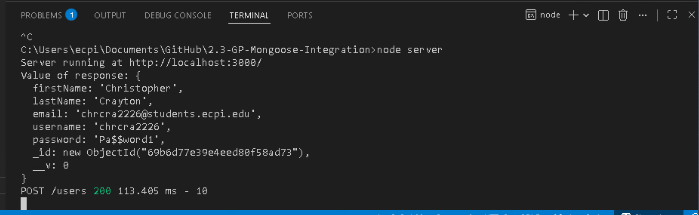 PROBLEMS 1 OUTPUT DEBUG CONSOLE TERMINAL PORTS node
^C
C:\Users\ecpi\Documents\GitHub\2.3-GP-Mongoose-Integration>node server
Server running at http://localhost:3000/
Value of response: {
  firstName: 'Christopher',
  lastName: 'Crayton',
  email: 'chrcra2226@students.ecpi.edu',
  username: 'chrcra2226',
  password: 'Pa$$word1',
  _id: new ObjectId("69b6d77e39e4eed80f58ad73"),
  __v: 0
}
POST /users 200 113.405 ms - 10